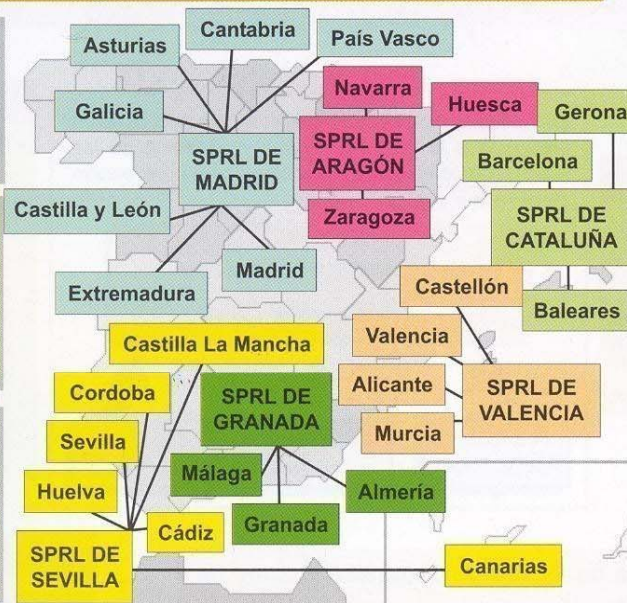 Asturias
Cantabria
País Vasco
Galicia
SPRL DE
MADRID
Castilla y León
Extremadura
Madrid
Navarra
Huesca
SPRL DE
ARAGÓN
Zaragoza
Gerona
Barcelona
SPRL DE
CATALUÑA
Baleares
Castellón
Valencia
Alicante
Murcia
SPRL DE
VALENCIA
Castilla La Mancha
Cordoba
Sevilla
Huelva
Cádiz
SPRL DE
SEVILLA
Canarias
SPRL DE
GRANADA
Málaga
Granada
Almería